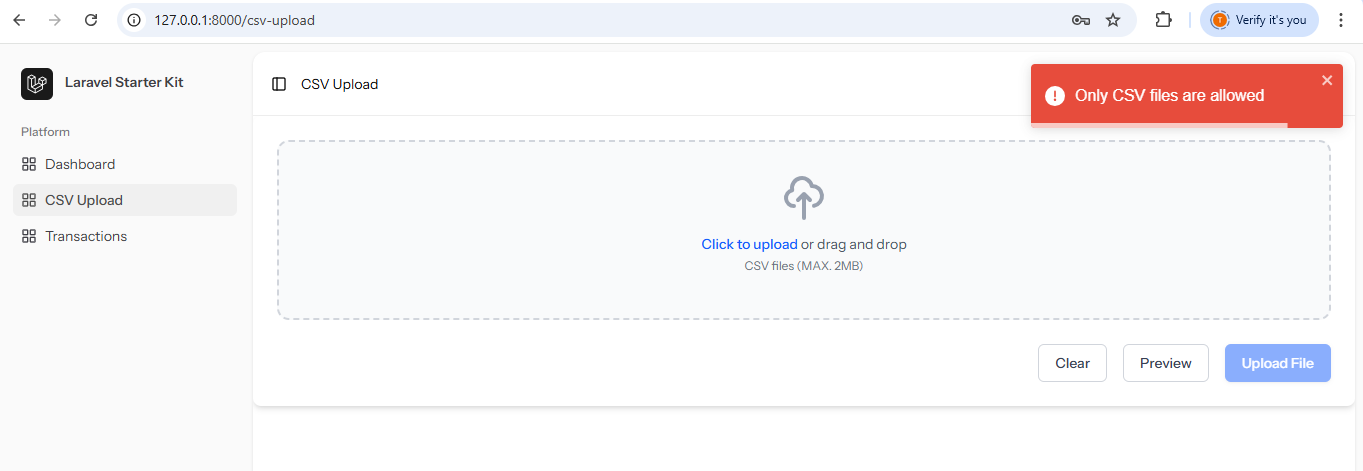 127.0.0.1:8000/csv-upload
Verify it's you
Laravel Starter Kit
Platform
Dashboard
CSV Upload
Transactions
CSV Upload
Only CSV files are allowed
Click to upload or drag and drop
CSV files (MAX. 2MB)
Clear
Preview
Upload File